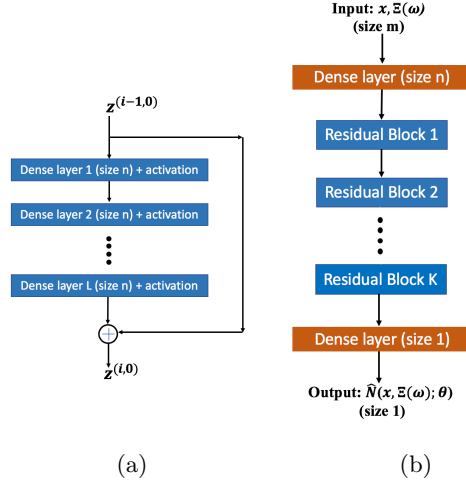 z^(i−1,0)
Dense layer 1 (size n) + activation
Dense layer 2 (size n) + activation
Dense layer L (size n) + activation
+
z^(i,0)
(a)
Input: x, Ξ(ω)
(size m)
Dense layer (size n)
Residual Block 1
Residual Block 2
Residual Block K
Dense layer (size 1)
Output: N̂(x, Ξ(ω); θ)
(size 1)
(b)